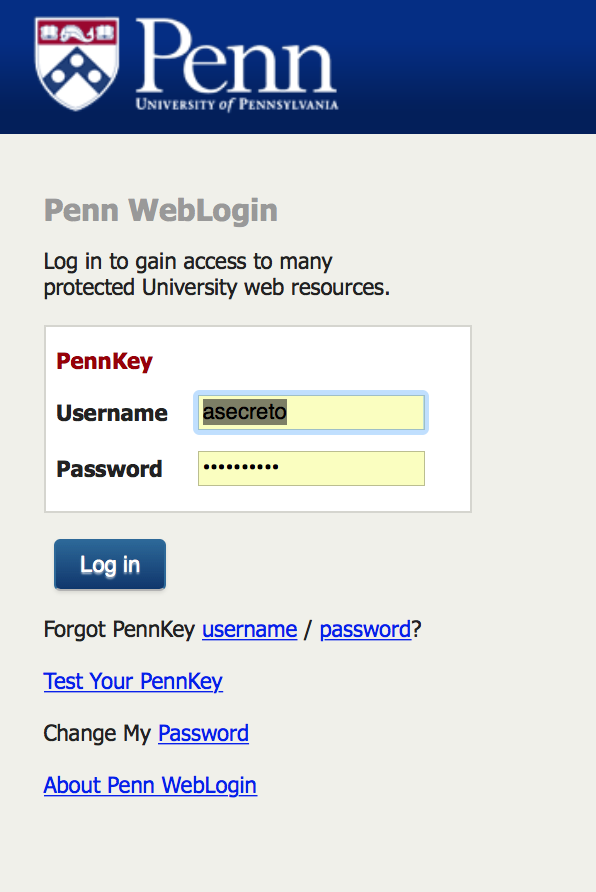 Penn
UNIVERSITY of PENNSYLVANIA
Penn WebLogin
Log in to gain access to many
protected University web resources.
PennKey
Username asecreto
Password ••••••••••
Log in
Forgot PennKey username / password?
Test Your PennKey
Change My Password
About Penn WebLogin